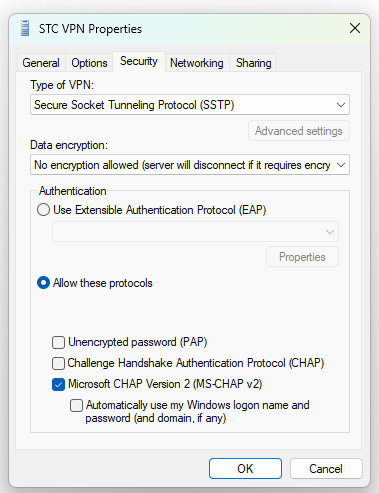 STC VPN Properties
General Options Security Networking Sharing
Type of VPN:
Secure Socket Tunneling Protocol (SSTP)
Advanced settings
Data encryption:
No encryption allowed (server will disconnect if it requires encry
Authentication
Use Extensible Authentication Protocol (EAP)
Properties
Allow these protocols
Unencrypted password (PAP)
Challenge Handshake Authentication Protocol (CHAP)
Microsoft CHAP Version 2 (MS-CHAP v2)
Automatically use my Windows logon name and
password (and domain, if any)
OK Cancel